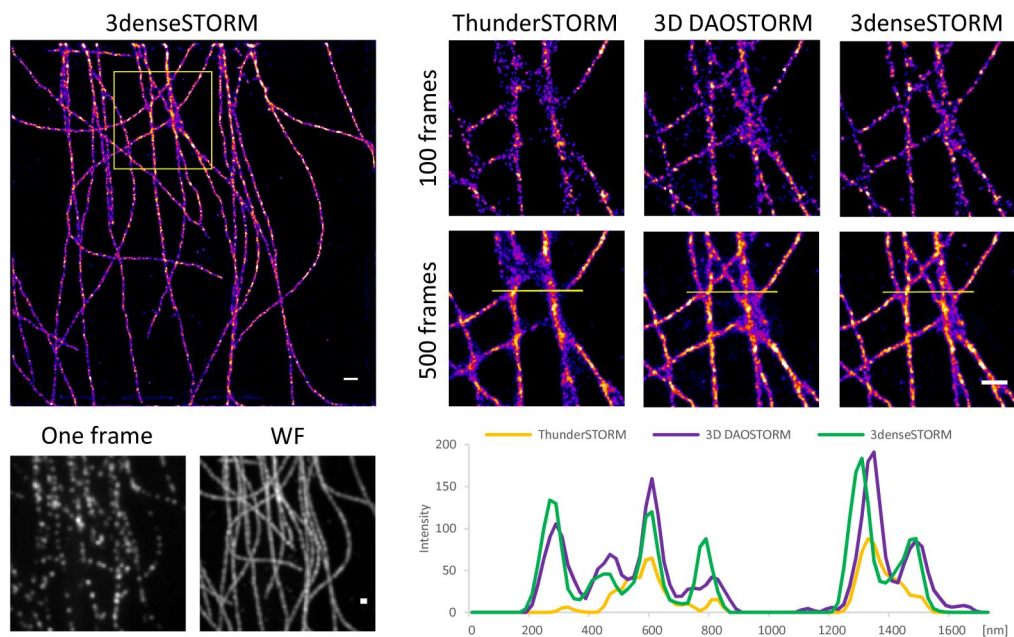 3denseSTORM
ThunderSTORM 3D DAOSTORM 3denseSTORM
100 frames
500 frames
One frame WF
ThunderSTORM 3D DAOSTORM 3denseSTORM
200
150
100
50
0
Intensity
0 200 400 600 800 1000 1200 1400 1600 [nm]